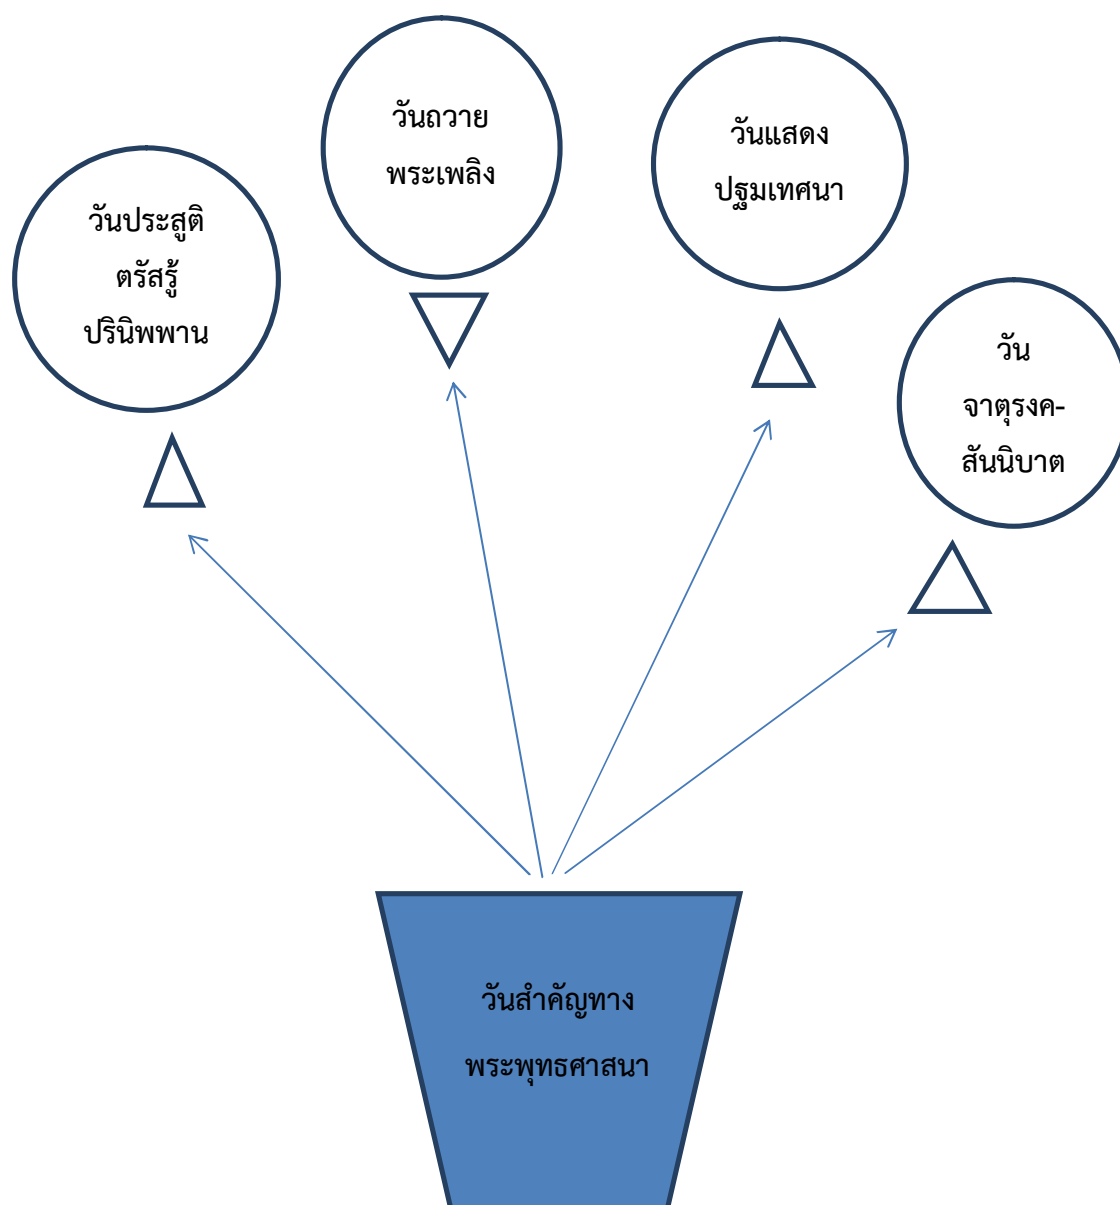 วันถวาย
พระเพลิง
วันแสดง
ปฐมเทศนา
วันประสูติ
ตรัสรู้
ปรินิพพาน
วัน
จาตุรงค-
สันนิบาต
วันสำคัญทาง
พระพุทธศาสนา